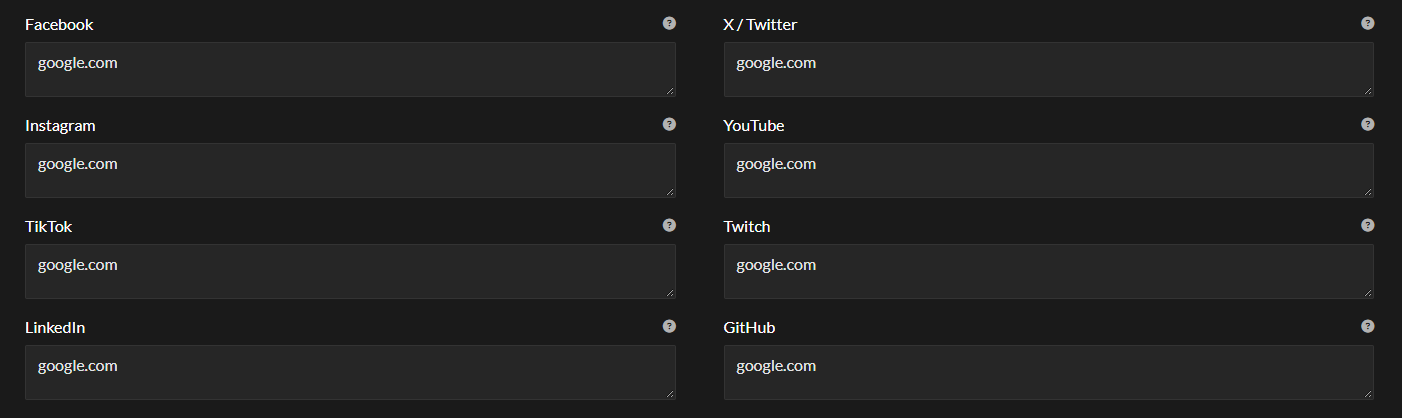 Facebook
X / Twitter
google.com
google.com
Instagram
YouTube
google.com
google.com
TikTok
Twitch
google.com
google.com
LinkedIn
GitHub
google.com
google.com